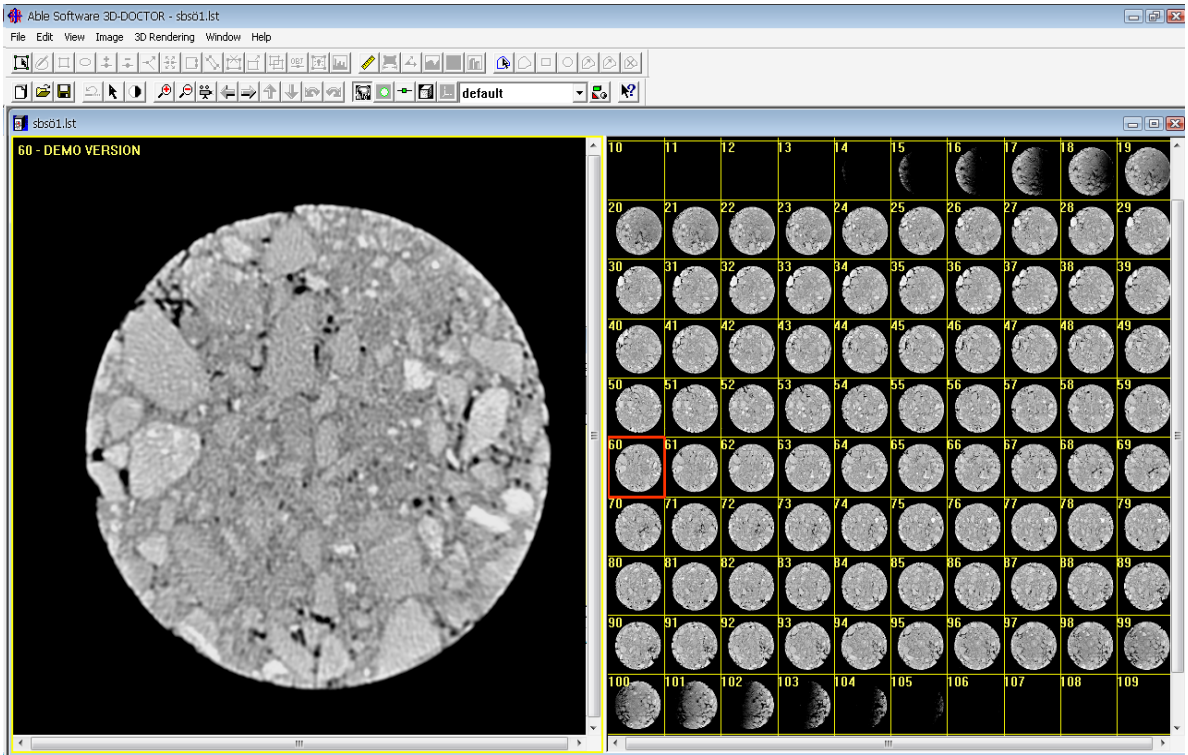 Able Software 3D-DOCTOR - sbsö1.lst
File Edit View Image 3D Rendering Window Help
default
sbsö1.lst
60 - DEMO VERSION
10 11 12 13 14 15 16 17 18 19
20 21 22 23 24 25 26 27 28 29
30 31 32 33 34 35 36 37 38 39
40 41 42 43 44 45 46 47 48 49
50 51 52 53 54 55 56 57 58 59
60 61 62 63 64 65 66 67 68 69
70 71 72 73 74 75 76 77 78 79
80 81 82 83 84 85 86 87 88 89
90 91 92 93 94 95 96 97 98 99
100 101 102 103 104 105 106 107 108 109